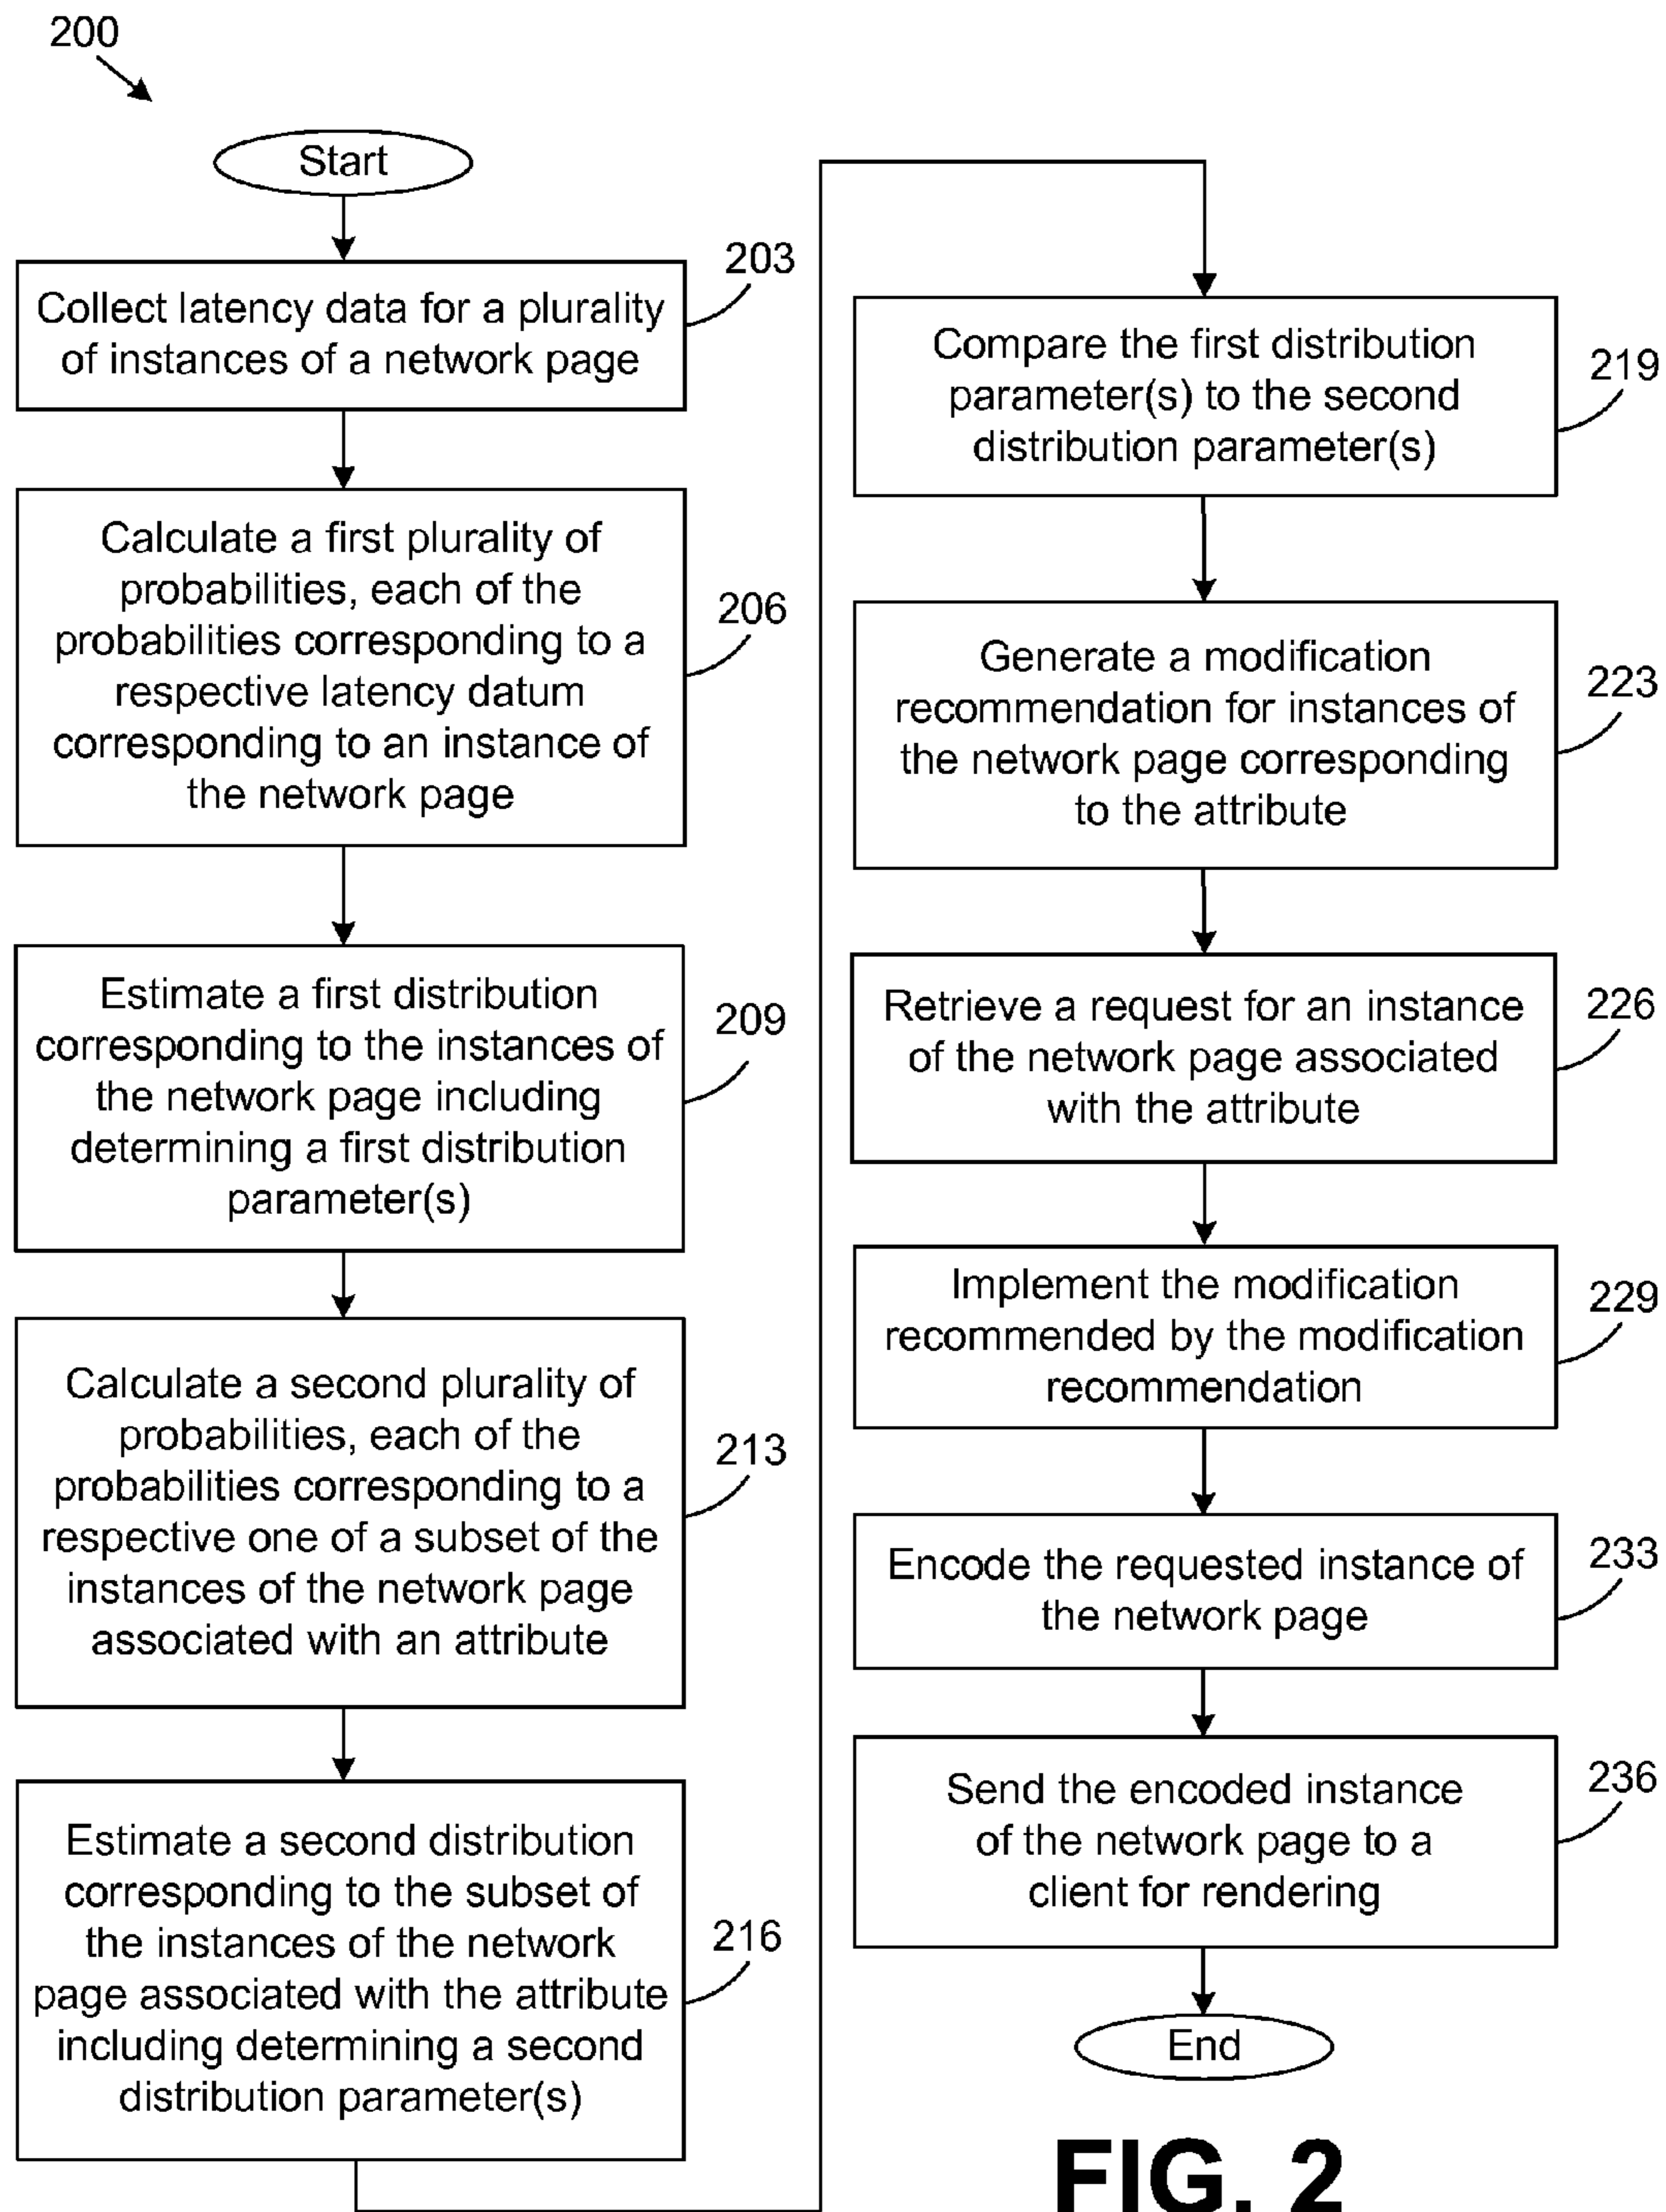 200
Start
203
Collect latency data for a plurality
of instances of a network page
Calculate a first plurality of
probabilities, each of the
probabilities corresponding to a
respective latency datum
corresponding to an instance of
the network page
206
Estimate a first distribution
corresponding to the instances of
the network page including
determining a first distribution
parameter(s)
209
Calculate a second plurality of
probabilities, each of the
probabilities corresponding to a
respective one of a subset of the
instances of the network page
associated with an attribute
213
Estimate a second distribution
corresponding to the subset of
the instances of the network
page associated with the attribute
including determining a second
distribution parameter(s)
216
Compare the first distribution
parameter(s) to the second
distribution parameter(s)
219
Generate a modification
recommendation for instances of
the network page corresponding
to the attribute
223
Retrieve a request for an instance
of the network page associated
with the attribute
226
Implement the modification
recommended by the modification
recommendation
229
Encode the requested instance of
the network page
233
Send the encoded instance
of the network page to a
client for rendering
236
End
FIG. 2